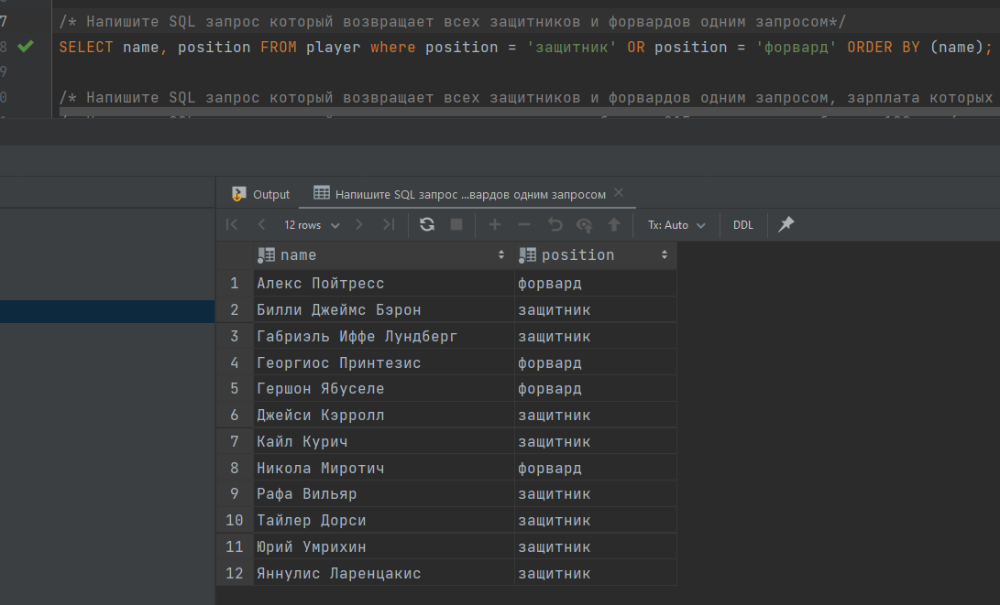 7 /* Напишите SQL запрос который возвращает всех защитников и форвардов одним запросом*/
8 SELECT name, position FROM player where position = 'защитник' OR position = 'форвард' ORDER BY (name);
9
0 /* Напишите SQL запрос который возвращает всех защитников и форвардов одним запросом, зарплата которых
Output Напишите SQL запрос ...вардов одним запросом
12 rows Tx: Auto DDL
name position
1 Алекс Пойтресс форвард
2 Билли Джеймс Бэрон защитник
3 Габриэль Иффе Лундберг защитник
4 Георгиос Принтезис форвард
5 Гершон Ябуселе форвард
6 Джейси Кэрролл защитник
7 Кайл Курич защитник
8 Никола Миротич форвард
9 Рафа Вильяр защитник
10 Тайлер Дорси защитник
11 Юрий Умрихин защитник
12 Яннулис Ларенцакис защитник